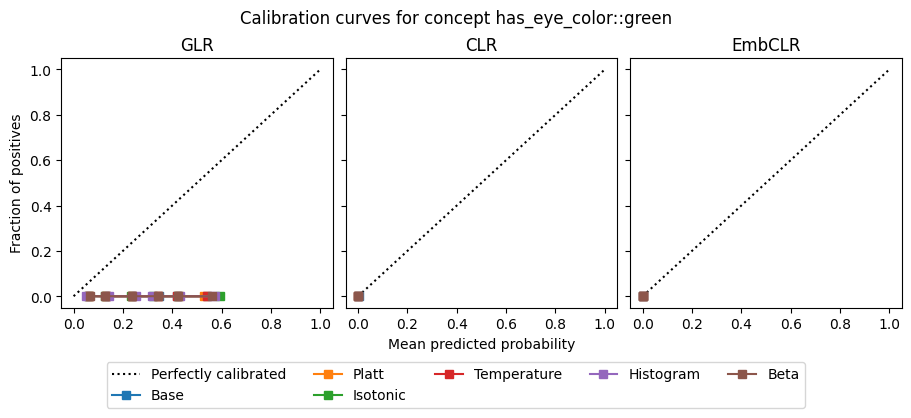 Calibration curves for concept has_eye_color::green
GLR
CLR
EmbCLR
Fraction of positives
1.0
0.8
0.6
0.4
0.2
0.0
0.0 0.2 0.4 0.6 0.8 1.0
0.0 0.2 0.4 0.6 0.8 1.0
0.0 0.2 0.4 0.6 0.8 1.0
Mean predicted probability
Perfectly calibrated
Base
Platt
Isotonic
Temperature
Histogram
Beta